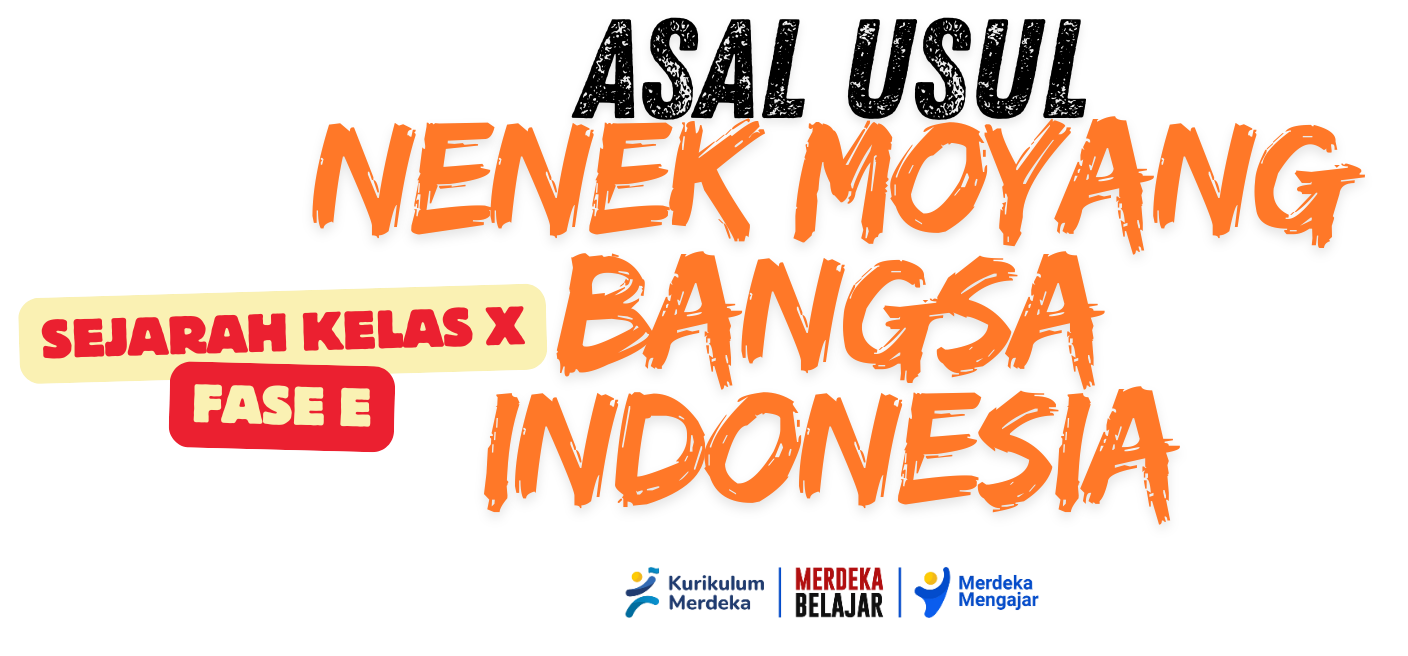 ASAL USUL
NENEK MOYANG
BANGSA
INDONESIA
SEJARAH KELAS X
FASE E
Kurikulum
Merdeka
MERDEKA
BELAJAR
Merdeka
Mengajar